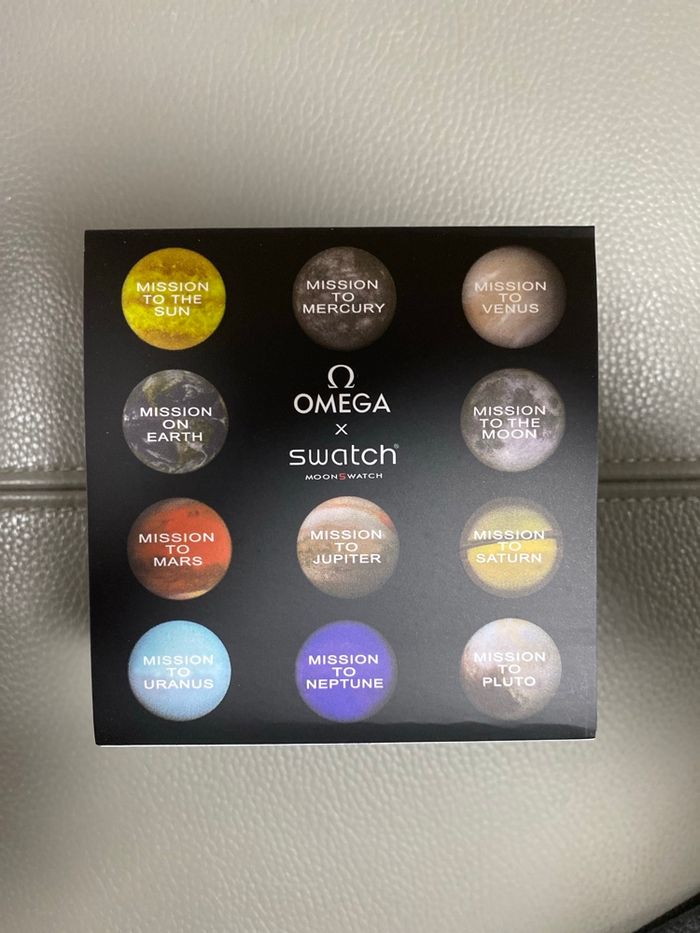 MISSION
TO THE
SUN
MISSION
TO
MERCURY
MISSION
TO
VENUS
MISSION
ON
EARTH
Ω
OMEGA
X
swatch®
MOONSWATCH
MISSION
TO THE
MOON
MISSION
TO
MARS
MISSION
TO
JUPITER
MISSION
TO
SATURN
MISSION
TO
URANUS
MISSION
TO
NEPTUNE
MISSION
TO
PLUTO